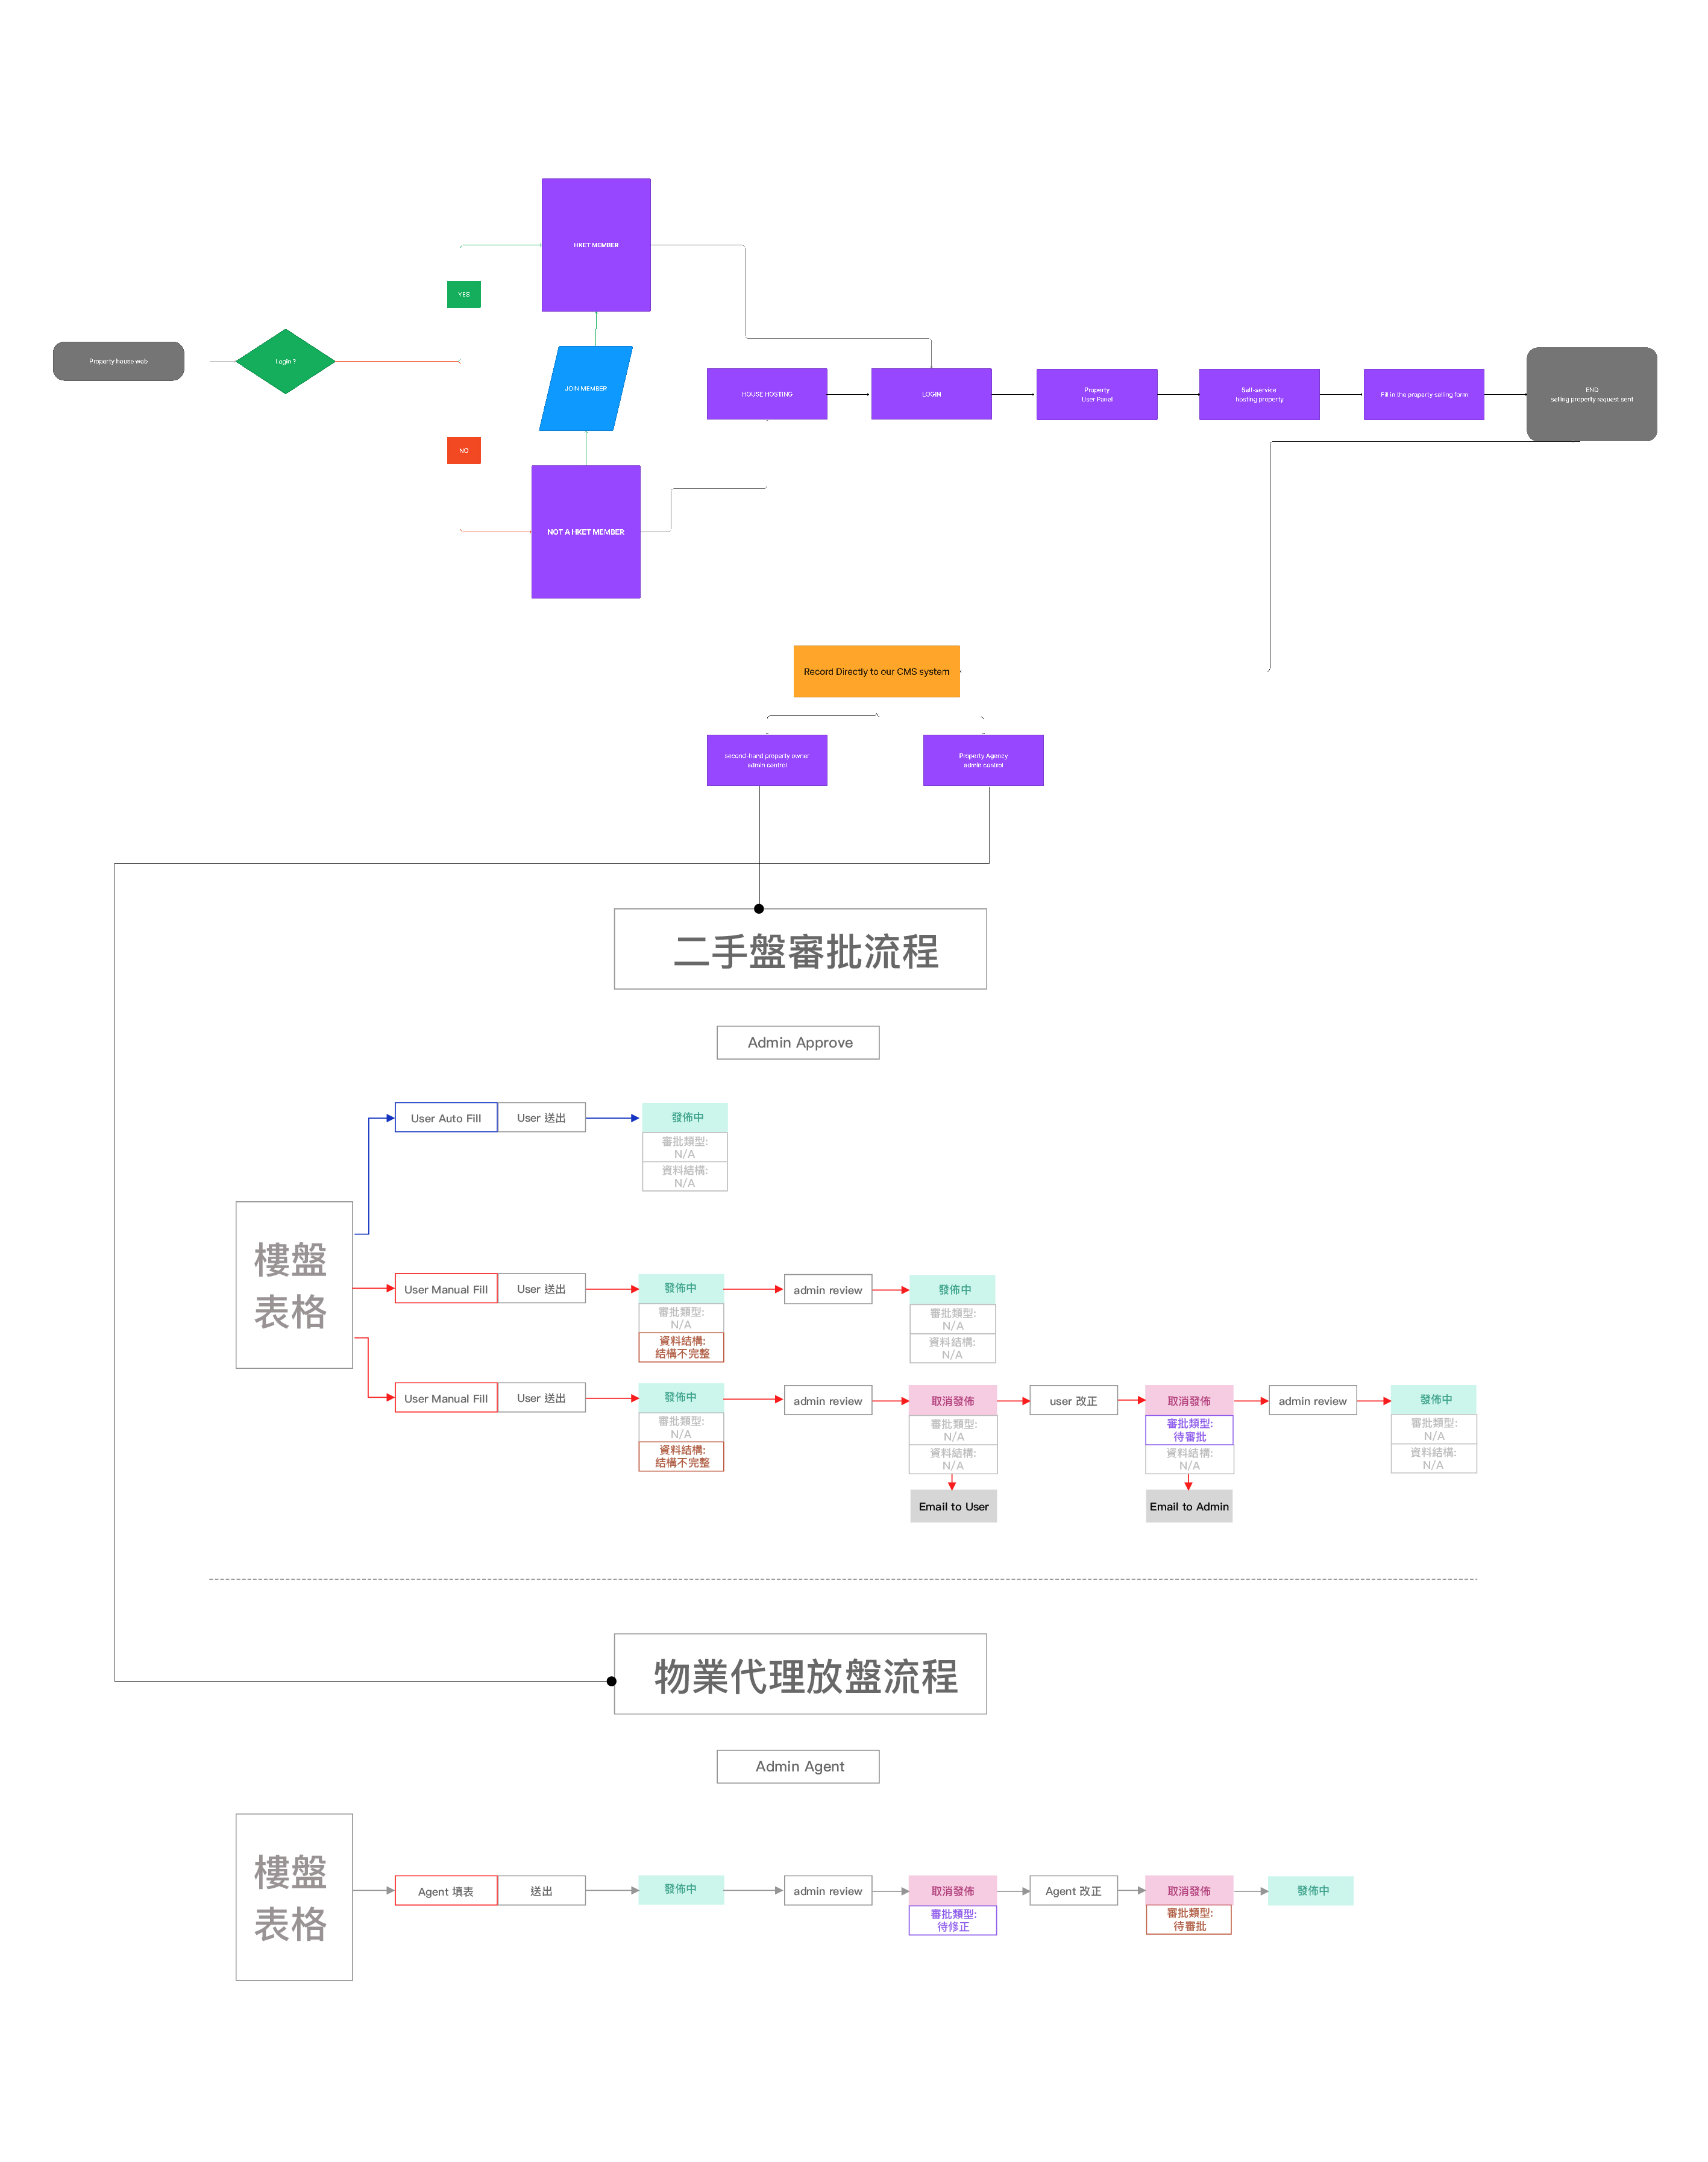 HKET MEMBER
YES
Property house web
Login ?
JOIN MEMBER
NO
NOT A HKET MEMBER
HOUSE HOSTING
LOGIN
Property
User Panel
Self-service
hosting property
Fill in the property selling form
END
selling property request sent
Record Directly to our CMS system
second-hand property owner
admin control
Property Agency
admin control
二手盤審批流程
Admin Approve
樓盤
表格
User Auto Fill
User 送出
發佈中
審批類型:
N/A
資料結構:
N/A
User Manual Fill
User 送出
發佈中
審批類型:
N/A
資料結構:
結構不完整
admin review
發佈中
審批類型:
N/A
資料結構:
N/A
User Manual Fill
User 送出
發佈中
審批類型:
N/A
資料結構:
結構不完整
admin review
取消發佈
審批類型:
N/A
資料結構:
N/A
Email to User
user 改正
取消發佈
審批類型:
待審批
資料結構:
N/A
Email to Admin
admin review
發佈中
審批類型:
N/A
資料結構:
N/A
物業代理放盤流程
Admin Agent
樓盤
表格
Agent 填表
送出
發佈中
admin review
取消發佈
審批類型:
待修正
Agent 改正
取消發佈
審批類型:
待審批
發佈中